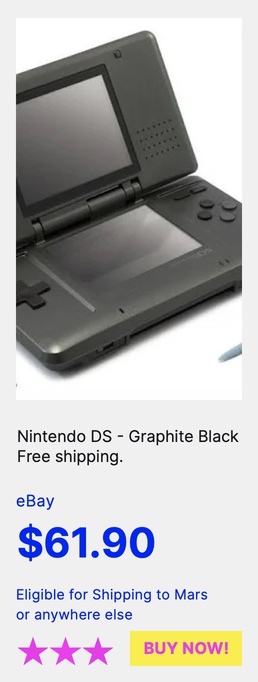 Nintendo DS - Graphite Black
Free shipping.
eBay
$61.90
Eligible for Shipping to Mars
or anywhere else
BUY NOW!